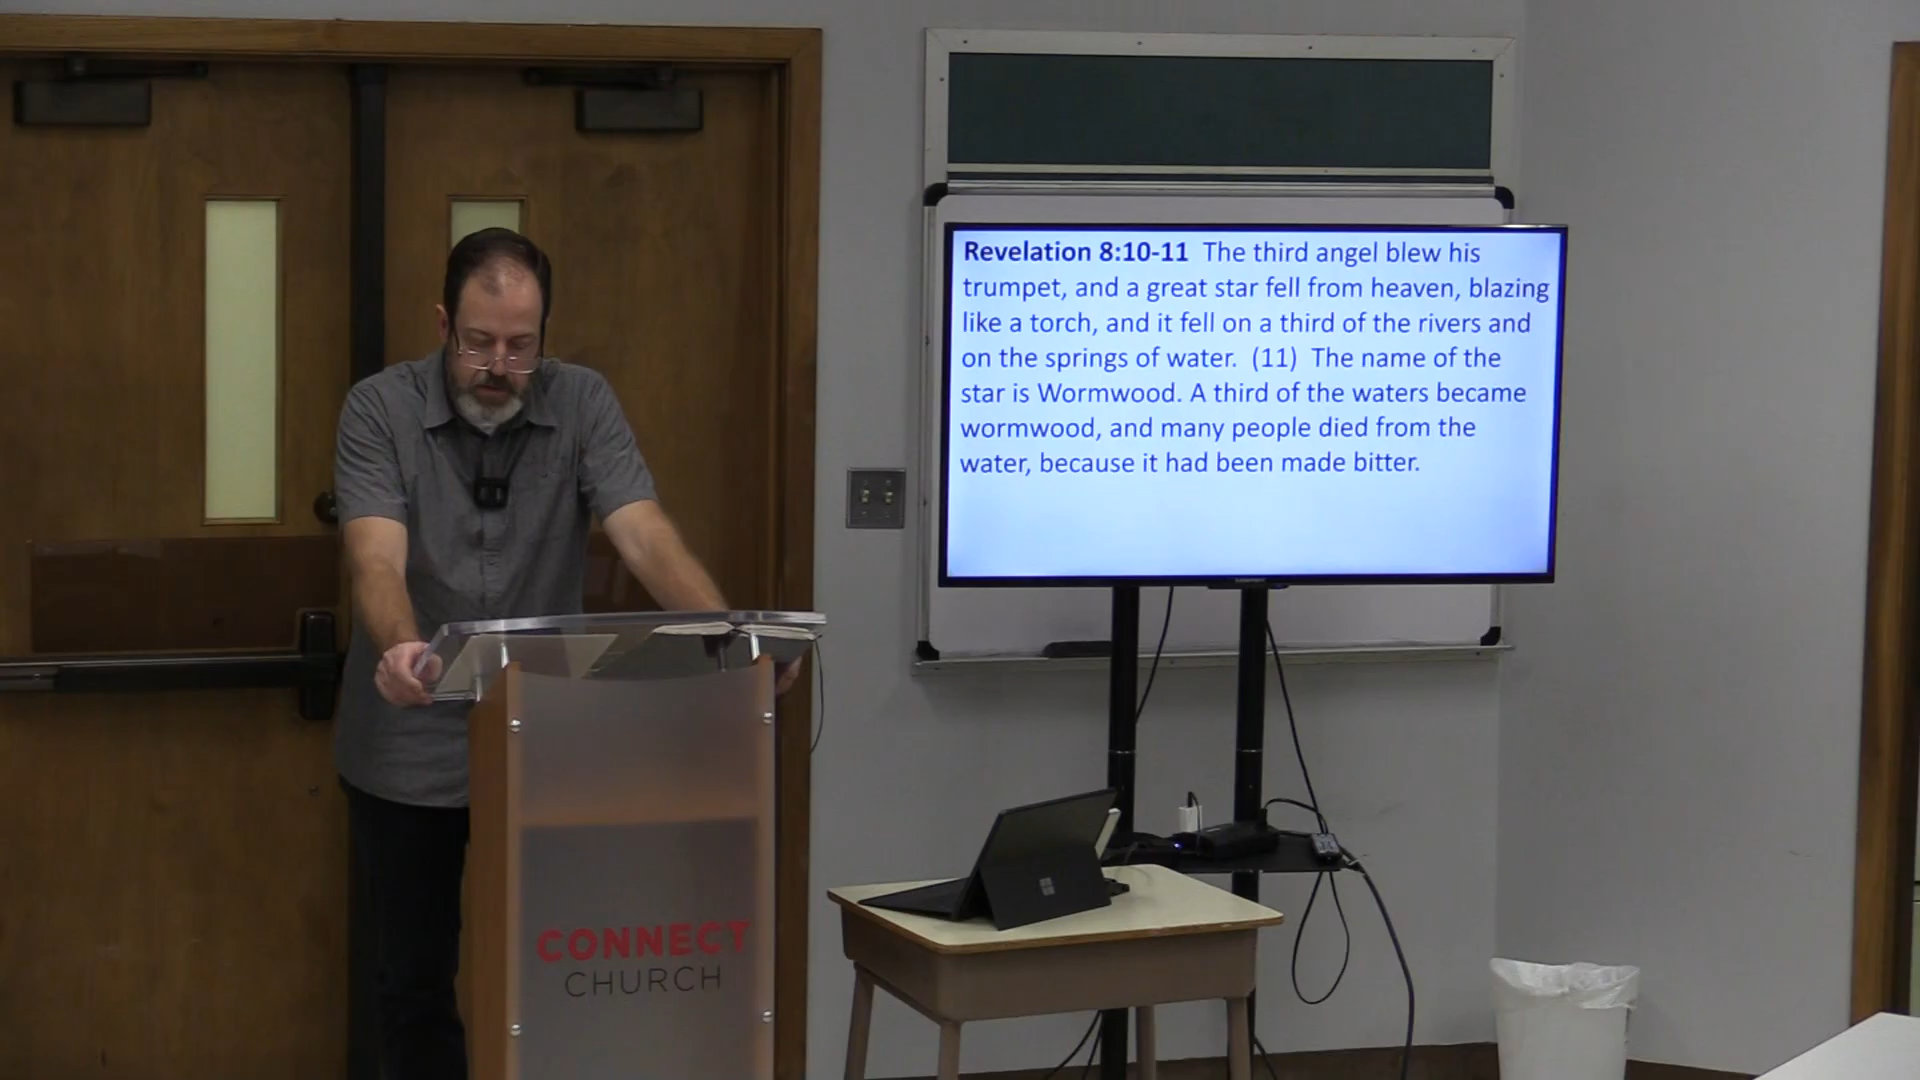 Revelation 8:10-11 The third angel blew his
trumpet, and a great star fell from heaven, blazing
like a torch, and it fell on a third of the rivers and
on the springs of water. (11) The name of the
star is Wormwood. A third of the waters became
wormwood, and many people died from the
water, because it had been made bitter.
CONNECT
CHURCH